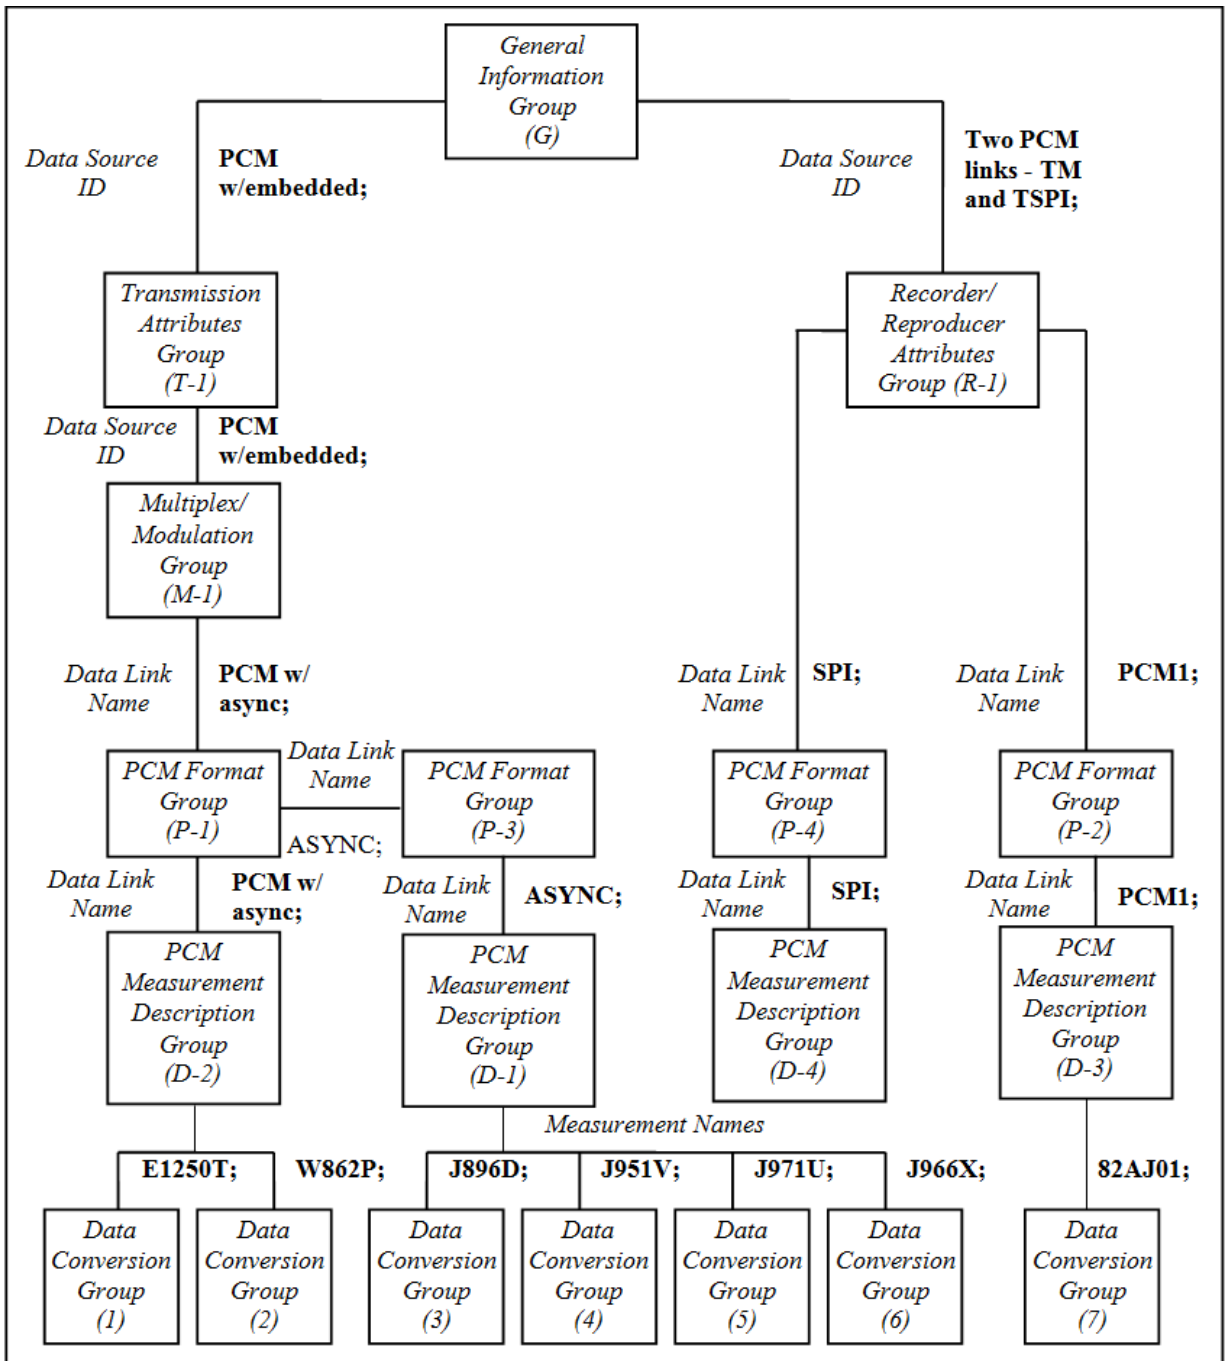 General
Information
Group
(G)
Data Source
ID
PCM
w/embedded;
Data Source
ID
Two PCM
links - TM
and TSPI;
Transmission
Attributes
Group
(T-1)
Recorder/
Reproducer
Attributes
Group (R-1)
Data Source
ID
PCM
w/embedded;
Multiplex/
Modulation
Group
(M-1)
Data Link
Name
PCM w/
async;
Data Link
Name
SPI;
Data Link
Name
PCM1;
PCM Format
Group
(P-1)
Data Link
Name
ASYNC;
PCM Format
Group
(P-3)
PCM Format
Group
(P-4)
PCM Format
Group
(P-2)
Data Link
Name
PCM w/
async;
Data Link
Name
ASYNC;
Data Link
Name
SPI;
Data Link
Name
PCM1;
PCM
Measurement
Description
Group
(D-2)
PCM
Measurement
Description
Group
(D-1)
PCM
Measurement
Description
Group
(D-4)
PCM
Measurement
Description
Group
(D-3)
Measurement Names
E1250T;
W862P;
J896D;
J951V;
J971U;
J966X;
82AJ01;
Data
Conversion
Group
(1)
Data
Conversion
Group
(2)
Data
Conversion
Group
(3)
Data
Conversion
Group
(4)
Data
Conversion
Group
(5)
Data
Conversion
Group
(6)
Data
Conversion
Group
(7)